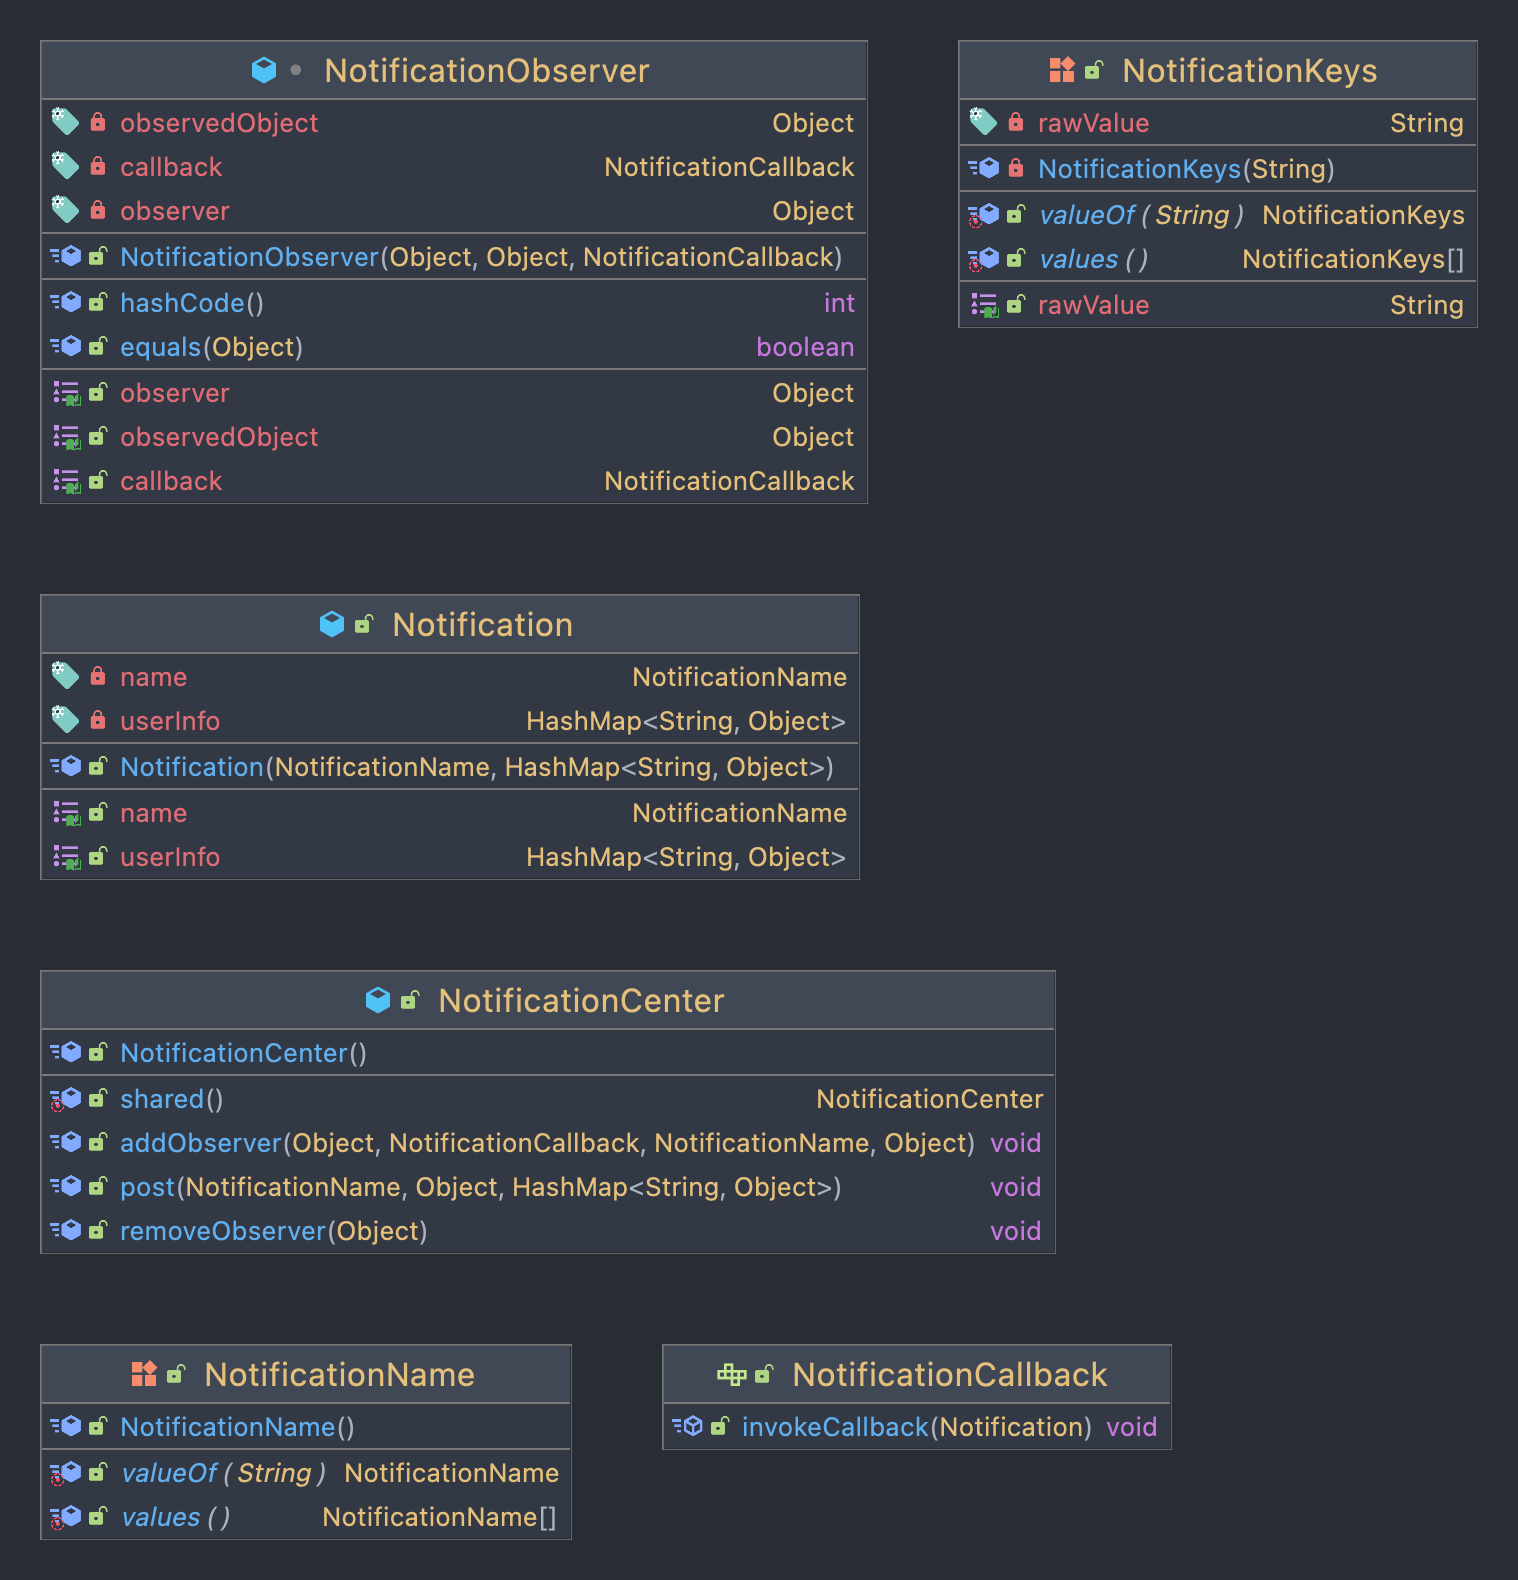 NotificationObserver
observedObject Object
callback NotificationCallback
observer Object
NotificationObserver(Object, Object, NotificationCallback)
hashCode() int
equals(Object) boolean
observer Object
observedObject Object
callback NotificationCallback
NotificationKeys
rawValue String
NotificationKeys(String)
valueOf(String) NotificationKeys
values() NotificationKeys[]
rawValue String
Notification
name NotificationName
userInfo HashMap<String, Object>
Notification(NotificationName, HashMap<String, Object>)
name NotificationName
userInfo HashMap<String, Object>
NotificationCenter
NotificationCenter()
shared() NotificationCenter
addObserver(Object, NotificationCallback, NotificationName, Object) void
post(NotificationName, Object, HashMap<String, Object>) void
removeObserver(Object) void
NotificationName
NotificationName()
valueOf(String) NotificationName
values() NotificationName[]
NotificationCallback
invokeCallback(Notification) void